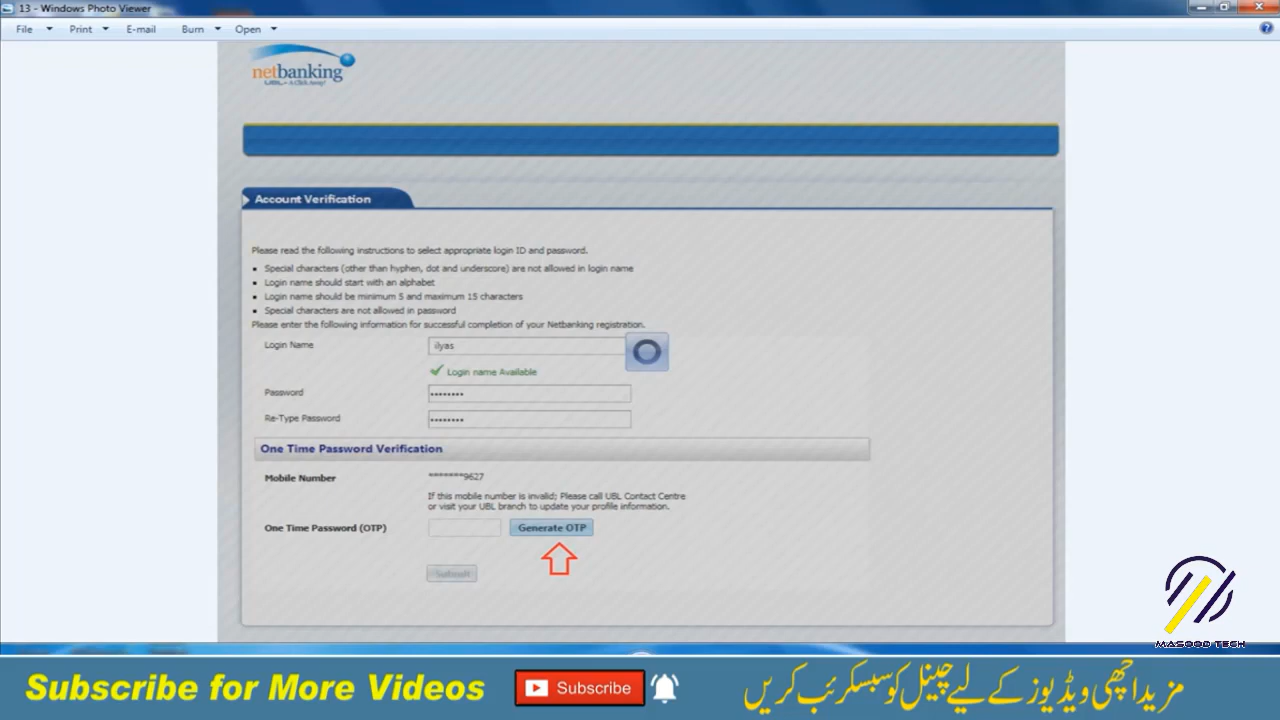 13 - Windows Photo Viewer
File Print E-mail Burn Open
netbanking
UBL... A Click Away!
Account Verification
Please read the following instructions to select appropriate login ID and password.
Special characters (other than hyphen, dot and underscore) are not allowed in login name
Login name should start with an alphabet
Login name should be minimum 5 and maximum 15 characters
Special characters are not allowed in password
Please enter the following information for successful completion of your Netbanking registration.
Login Name ilyas
Login name Available
Password ••••••••
Re-Type Password ••••••••
One Time Password Verification
Mobile Number *******9627
If this mobile number is invalid; Please call UBL Contact Centre
or visit your UBL branch to update your profile information.
One Time Password (OTP) Generate OTP
Submit
MASOOD TECH
Subscribe for More Videos Subscribe مزید اچھی ویڈیوز کے لیے چینل کو سبسکرائب کریں